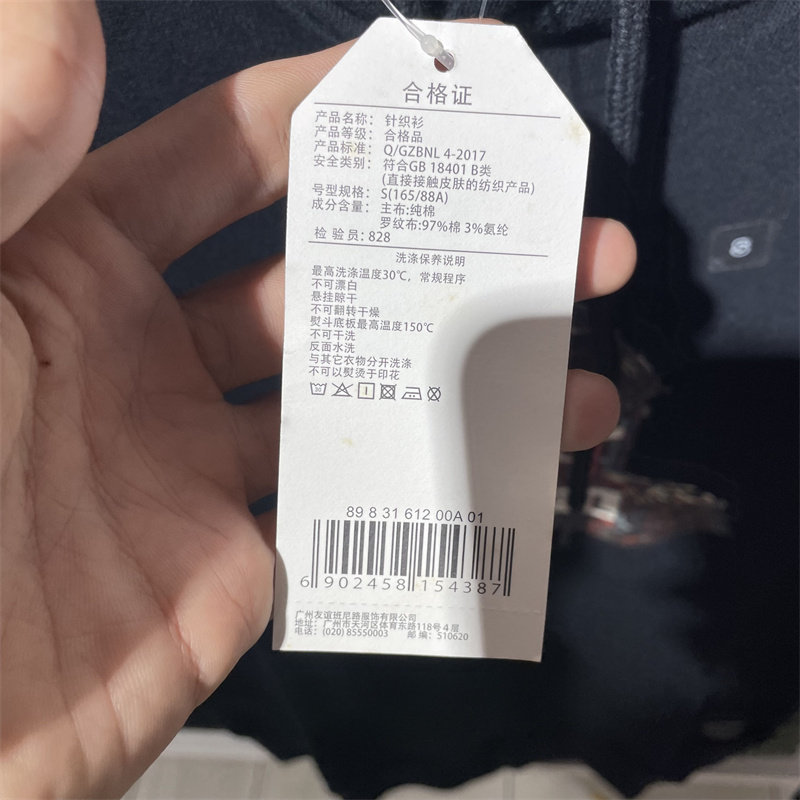 合格证
产品名称： 针织衫
产品等级： 合格品
产品标准： Q/GZBNL 4-2017
安全类别： 符合GB 18401 B类
(直接接触皮肤的纺织产品)
号型规格： S(165/88A)
成分含量： 主布:纯棉
罗纹布:97%棉 3%氨纶
检 验 员: 828
洗涤保养说明
最高洗涤温度30℃，常规程序
不可漂白
悬挂晾干
不可翻转干燥
熨斗底板最高温度150℃
不可干洗
反面水洗
与其它衣物分开洗涤
不可以熨烫于印花
30
89 8 31 612 00A 01
6 902458 154387
广州友谊班尼路服饰有限公司
地址：广州市天河区体育东路118号4层
电话：(020) 85550003 邮 编：510620